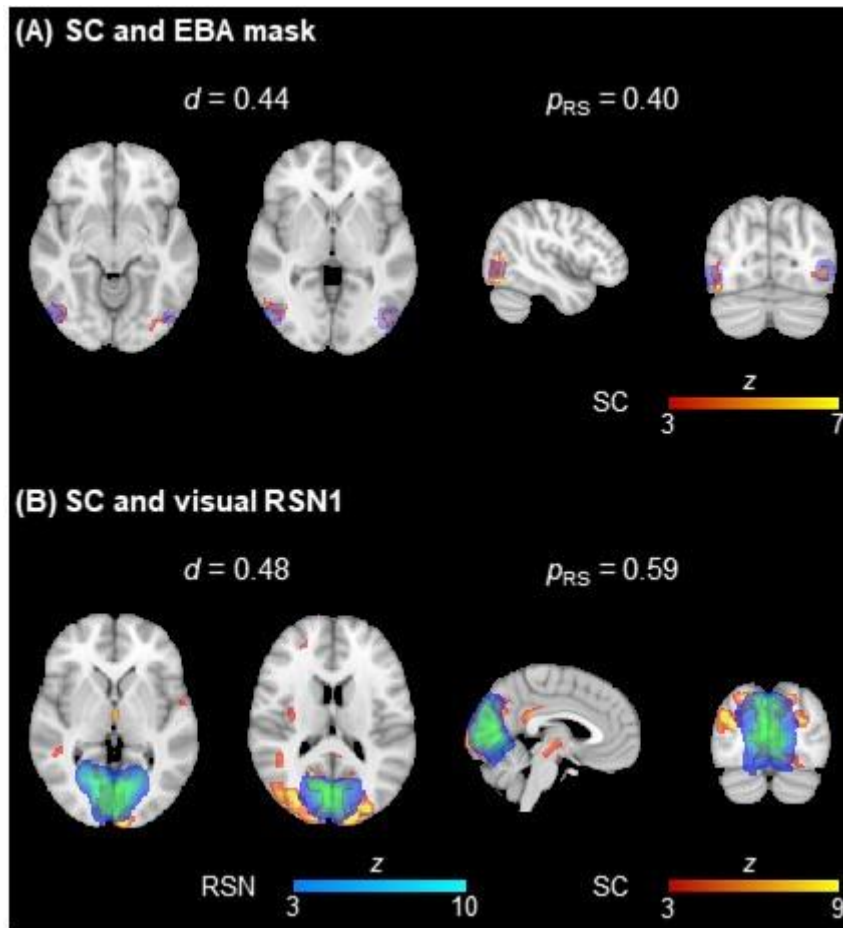 (A) SC and EBA mask
d = 0.44 pRS = 0.40
z
SC
3 7
(B) SC and visual RSN1
d = 0.48 pRS = 0.59
z z
RSN SC
3 10 3 9